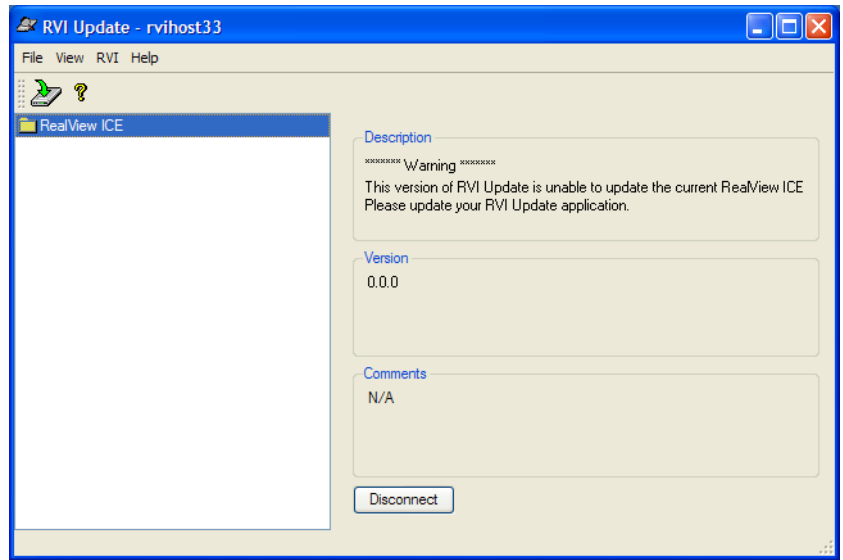 RVI Update - rvihost33
File View RVI Help
RealView ICE
Description
******* Warning *******
This version of RVI Update is unable to update the current RealView ICE
Please update your RVI Update application.
Version
0.0.0
Comments
N/A
Disconnect